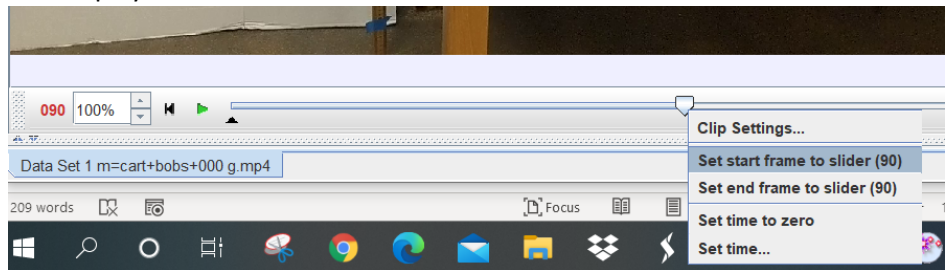 090 100%
Clip Settings...
Data Set 1 m=cart+bobs+000 g.mp4
Set start frame to slider (90)
Set end frame to slider (90)
209 words
Focus
Set time to zero
Set time...